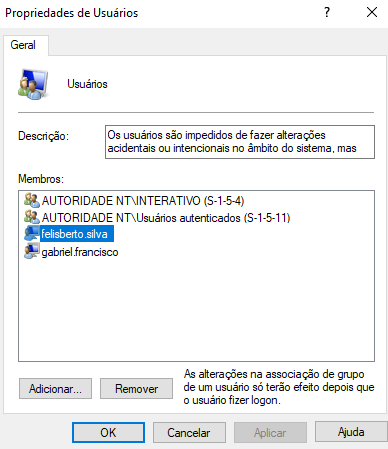 Propriedades de Usuários
?
Geral
Usuários
Descrição:
Os usuários são impedidos de fazer alterações
acidentais ou intencionais no âmbito do sistema, mas
Membros:
AUTORIDADE NT\INTERATIVO (S-1-5-4)
AUTORIDADE NT\Usuários autenticados (S-1-5-11)
felisberto.silva
gabriel.francisco
Adicionar...
Remover
As alterações na associação de grupo
de um usuário só terão efeito depois que
o usuário fizer logon.
OK
Cancelar
Aplicar
Ajuda